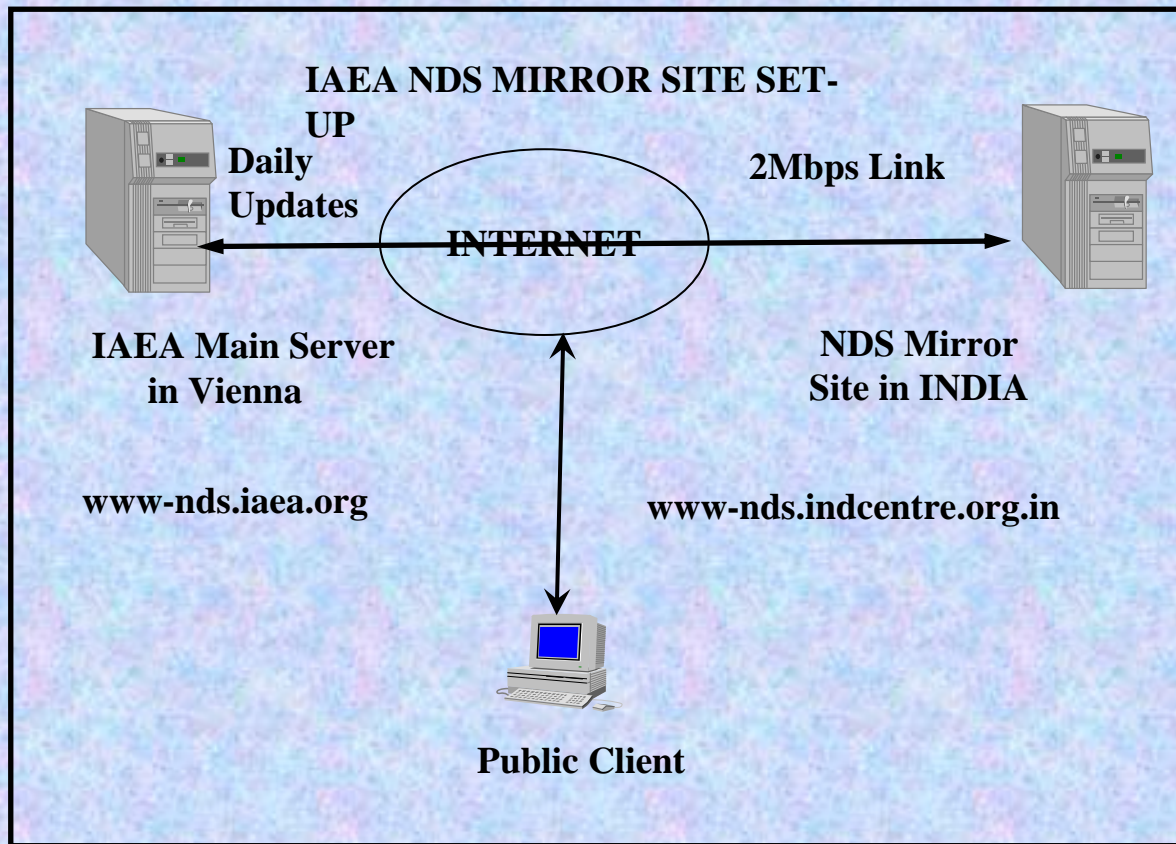 IAEA NDS MIRROR SITE SET-
UP
Daily
Updates
2Mbps Link
INTERNET
IAEA Main Server
in Vienna
NDS Mirror
Site in INDIA
www-nds.iaea.org
www-nds.indcentre.org.in
Public Client